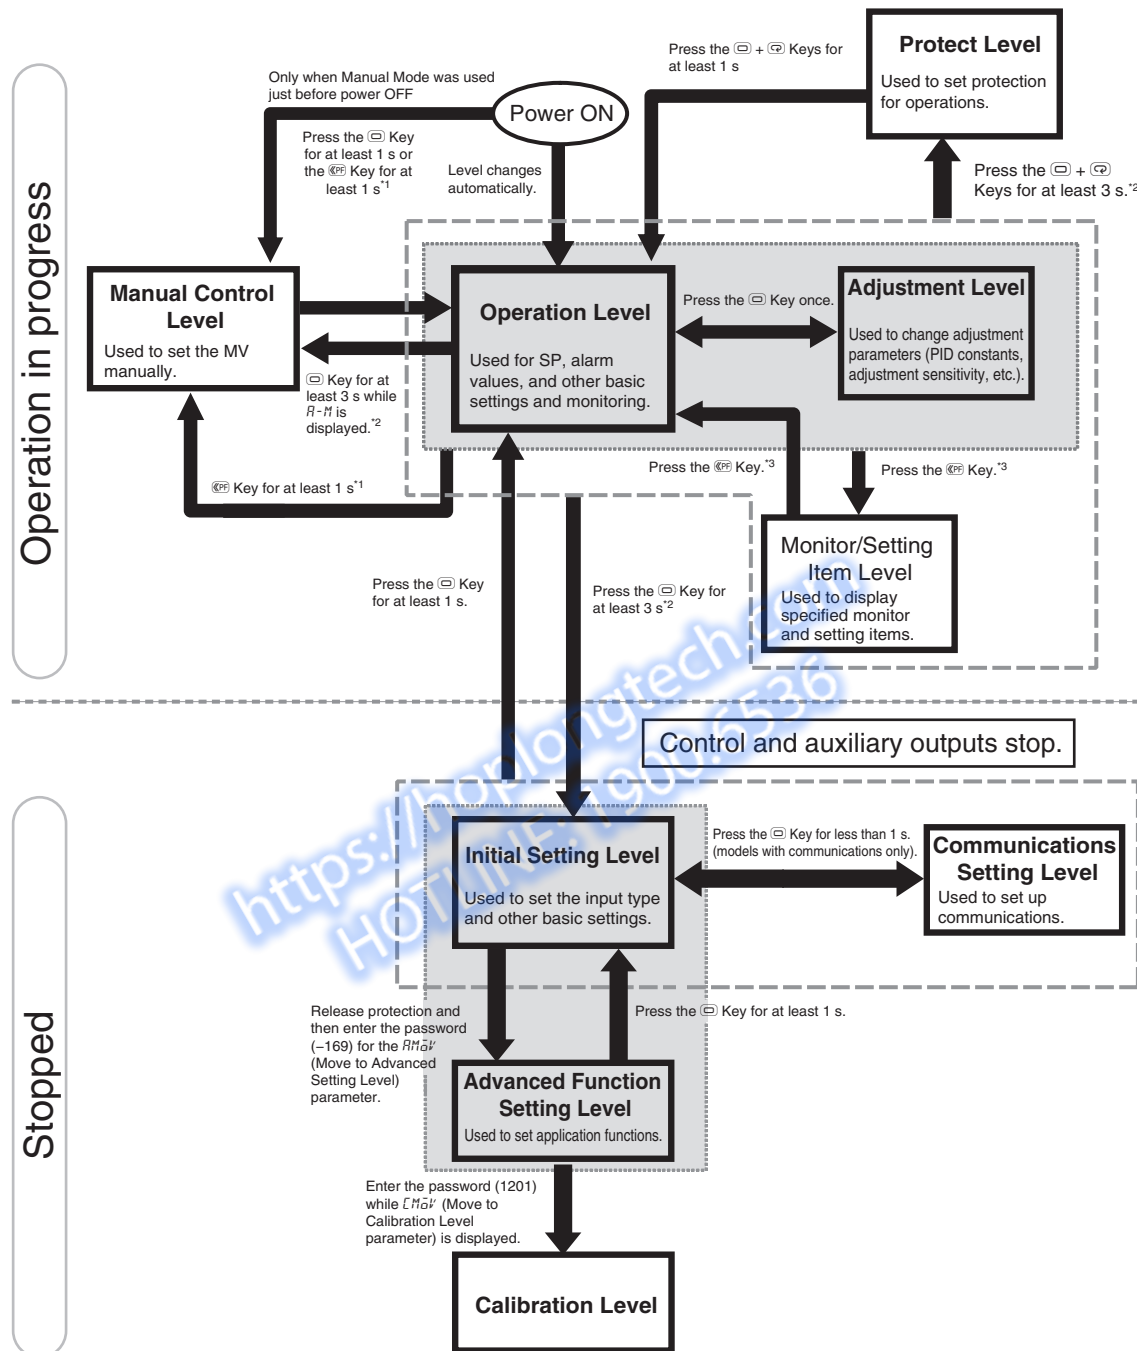 Operation in progress
Press the + Keys for
at least 1 s
Protect Level
Used to set protection
for operations.
Only when Manual Mode was used
just before power OFF
Power ON
Press the Key
for at least 1 s or
the PF Key for at
least 1 s*1
Level changes
automatically.
Press the +
Keys for at least 3 s.*2
Manual Control
Level
Used to set the MV
manually.
Operation Level
Used for SP, alarm
values, and other basic
settings and monitoring.
Press the Key once.
Adjustment Level
Used to change adjustment
parameters (PID constants,
adjustment sensitivity, etc.).
Key for at
least 3 s while
A-M is
displayed.*2
Press the PF Key.*3
Press the PF Key.*3
PF Key for at least 1 s*1
Monitor/Setting
Item Level
Used to display
specified monitor
and setting items.
Press the Key
for at least 1 s.
Press the Key for
at least 3 s*2
https://hoplongtech.com
HOTLINE: 1900.6536
Control and auxiliary outputs stop.
Stopped
Initial Setting Level
Used to set the input type
and other basic settings.
Press the Key for less than 1 s.
(models with communications only).
Communications
Setting Level
Used to set up
communications.
Release protection and
then enter the password
(−169) for the AMoV
(Move to Advanced
Setting Level)
parameter.
Press the Key for at least 1 s.
Advanced Function
Setting Level
Used to set application functions.
Enter the password (1201)
while CMoV (Move to
Calibration Level
parameter) is displayed.
Calibration Level